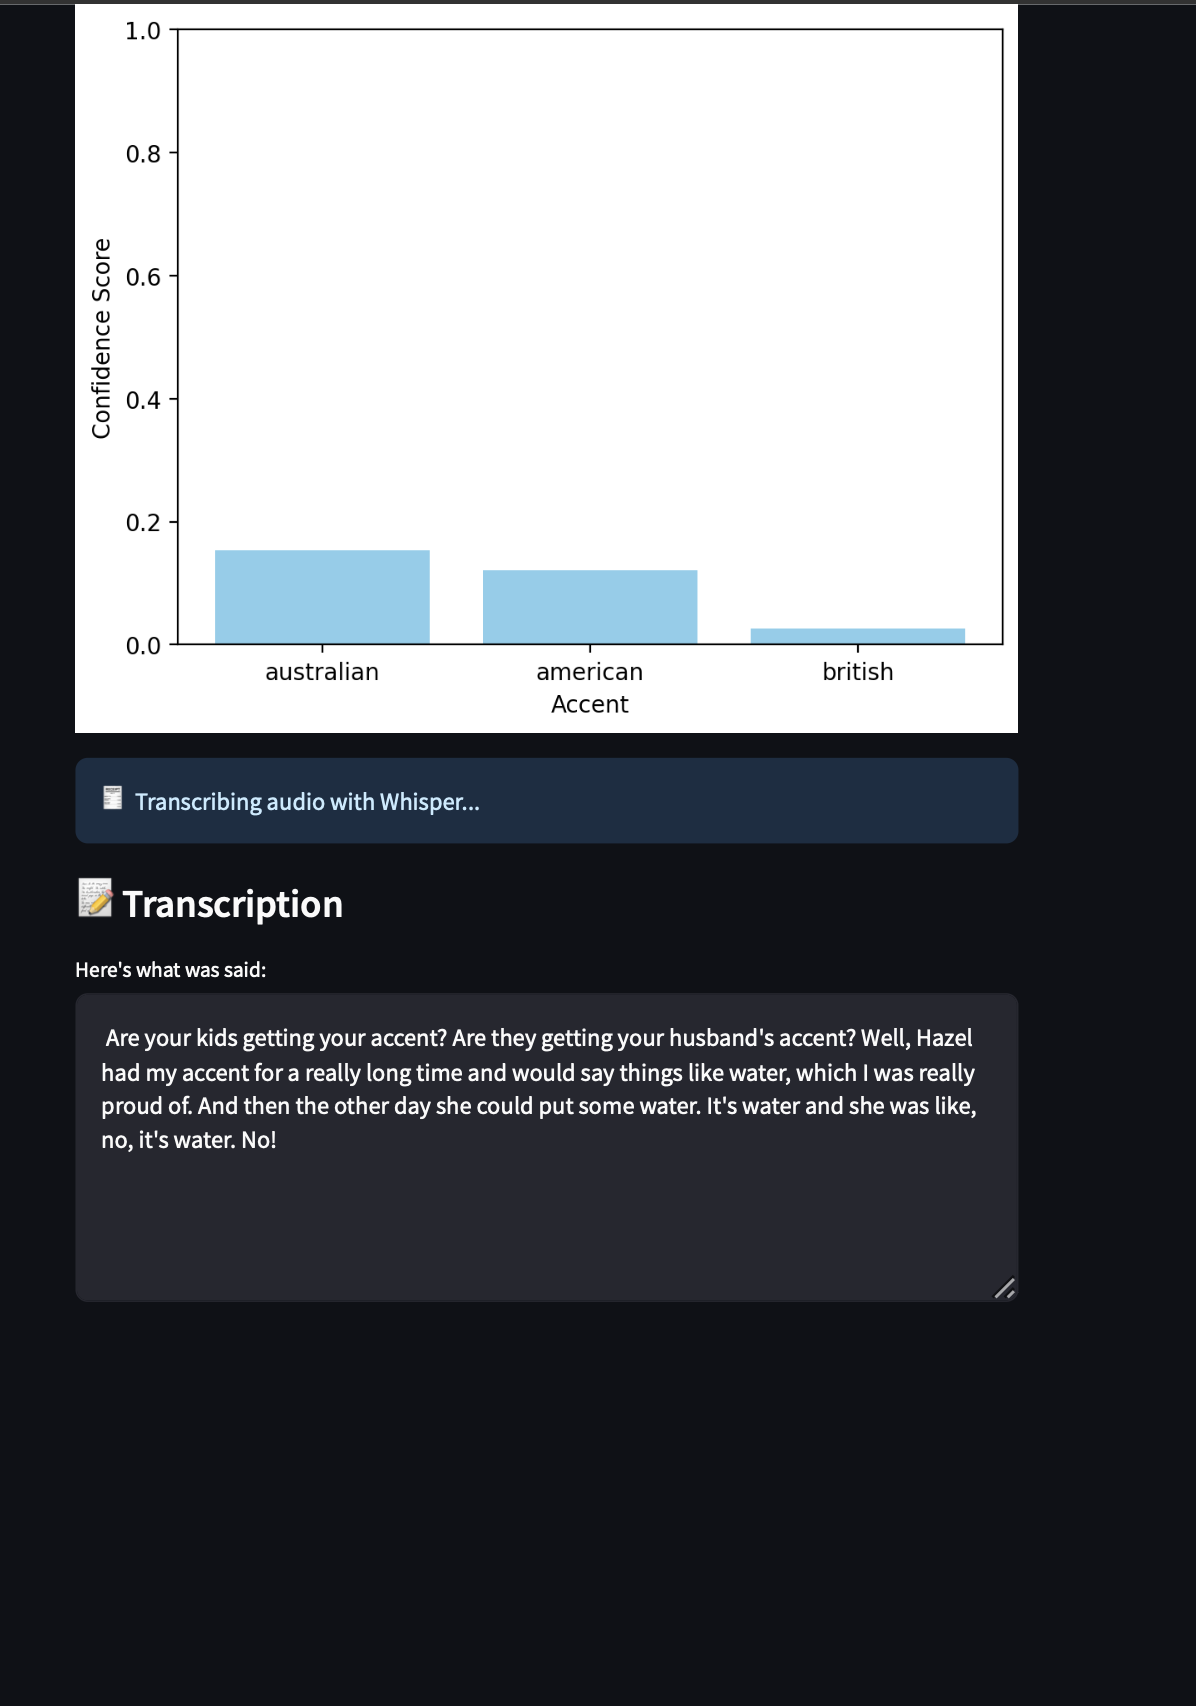 1.0
0.8
0.6
0.4
0.2
0.0
Confidence Score
australian american british
Accent
Transcribing audio with Whisper...
Transcription
Here's what was said:
Are your kids getting your accent? Are they getting your husband's accent? Well, Hazel
had my accent for a really long time and would say things like water, which I was really
proud of. And then the other day she could put some water. It's water and she was like,
no, it's water. No!